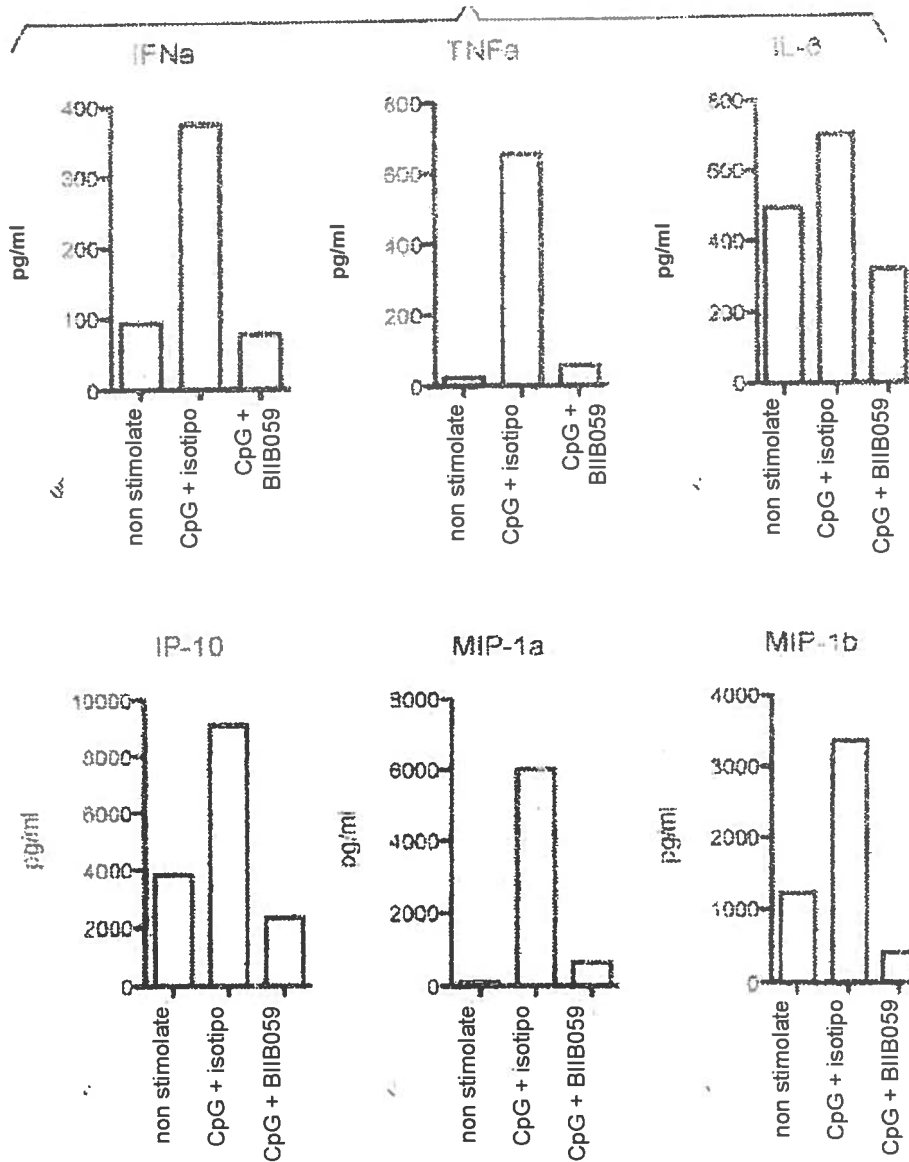 IFNa
TNFa
IL-6
pg/ml
400
300
200
100
0
non stimolate
CpG + isotipo
CpG +
BIIB059
pg/ml
800
600
400
200
0
non stimolate
CpG + isotipo
CpG +
BIIB059
pg/ml
800
600
400
200
0
non stimolate
CpG + isotipo
CpG + BIIB059
IP-10
MIP-1a
MIP-1b
pg/ml
10000
8000
6000
4000
2000
0
non stimolate
CpG + isotipo
CpG + BIIB059
pg/ml
8000
6000
4000
2000
0
non stimolate
CpG + isotipo
CpG + BIIB059
pg/ml
4000
3000
2000
1000
0
non stimolate
CpG + isotipo
CpG + BIIB059